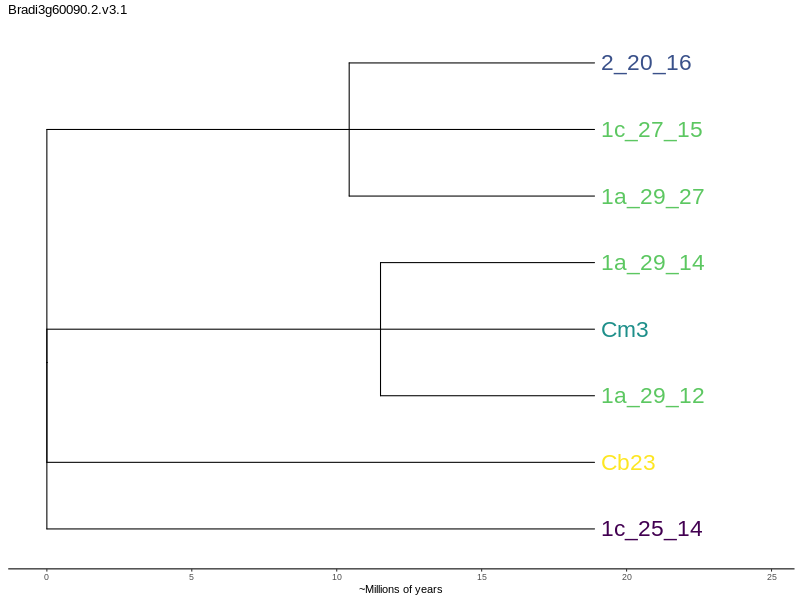 Bradi3g60090.2.v3.1
2_20_16
1c_27_15
1a_29_27
1a_29_14
Cm3
1a_29_12
Cb23
1c_25_14
0 5 10 15 20 25
~Millions of years